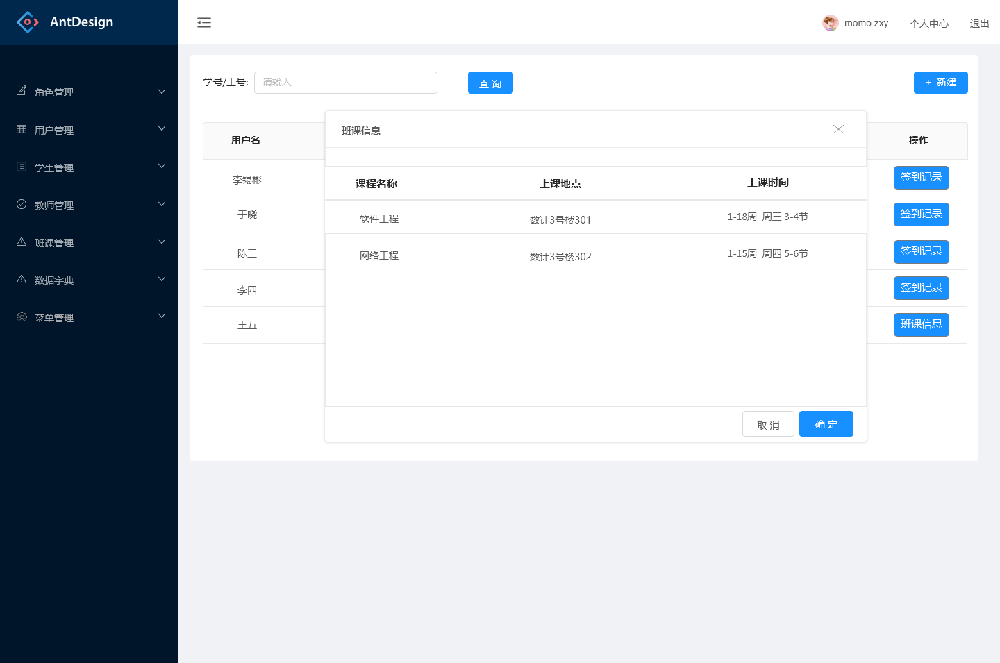 AntDesign
momo.zxy 个人中心 退出
角色管理
用户管理
学生管理
教师管理
班课管理
数据字典
菜单管理
学号/工号: 请输入 查 询 + 新建
用户名 操作
李锡彬 签到记录
于晓 签到记录
陈三 签到记录
李四 签到记录
王五 班课信息
班课信息
课程名称 上课地点 上课时间
软件工程 数计3号楼301 1-18周 周三 3-4节
网络工程 数计3号楼302 1-15周 周四 5-6节
取 消 确 定